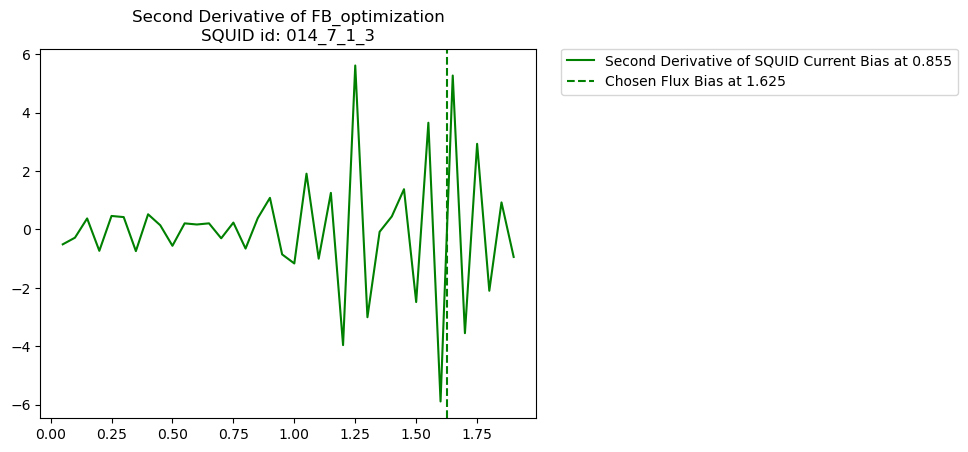 Second Derivative of FB_optimization
SQUID id: 014_7_1_3
Second Derivative of SQUID Current Bias at 0.855
Chosen Flux Bias at 1.625
6
4
2
0
−2
−4
−6
0.00 0.25 0.50 0.75 1.00 1.25 1.50 1.75